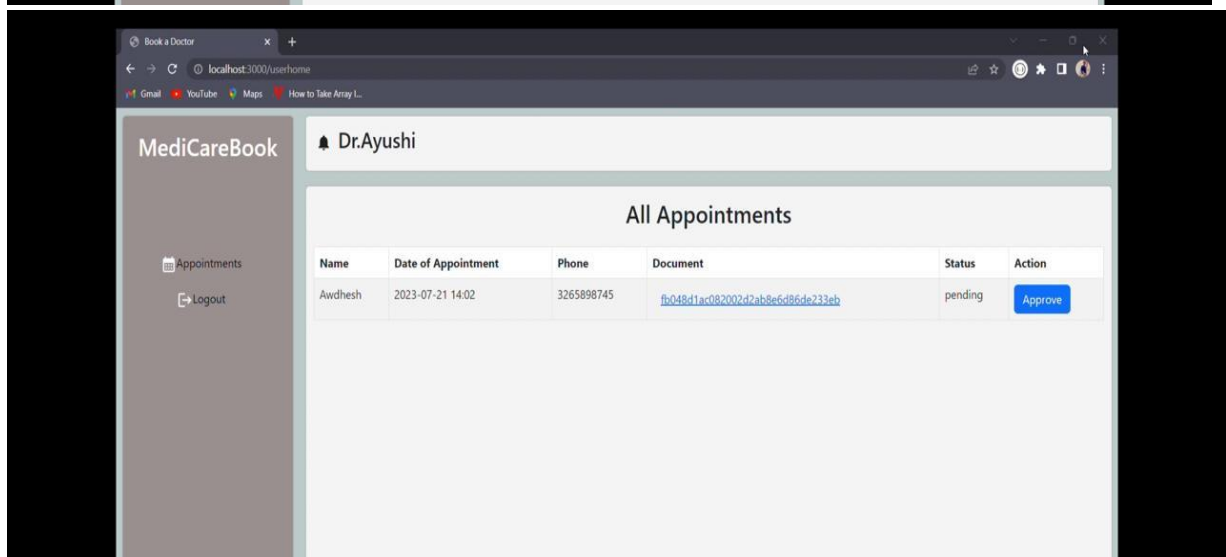 Book a Doctor
localhost:3000/userhome
Gmail YouTube Maps How to Take Array I...
MediCareBook
Dr.Ayushi
All Appointments
Appointments
Logout
Name Date of Appointment Phone Document Status Action
Awdhesh 2023-07-21 14:02 3265898745 fb048d1ac082002d2ab8e6d86de233eb pending Approve